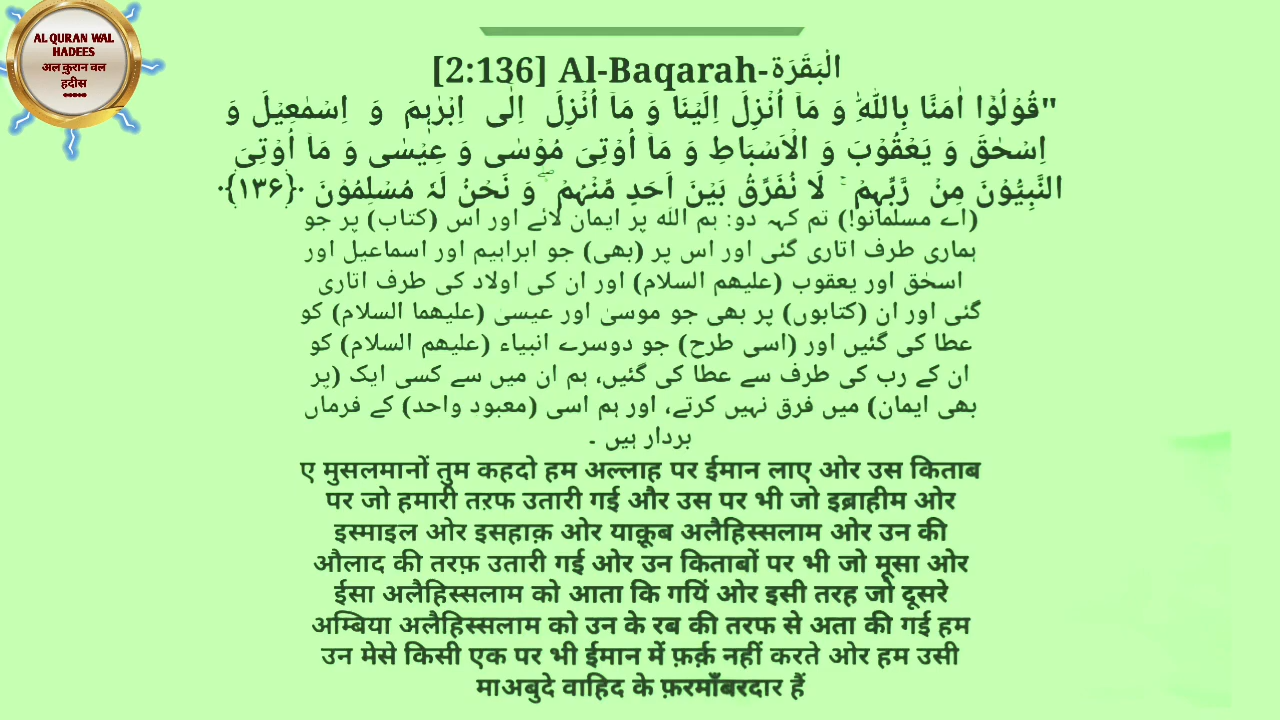 AL QURAN WAL
HADEES
अल कुरान वल
हदीस
[2:136] Al-Baqarah-الْبَقَرَة
"قُوۡلُوۡۤا اٰمَنَّا بِاللّٰہِ وَ مَاۤ اُنۡزِلَ اِلَیۡنَا وَ مَاۤ اُنۡزِلَ اِلٰۤی اِبۡرٰہٖمَ وَ اِسۡمٰعِیۡلَ وَ
اِسۡحٰقَ وَ یَعۡقُوۡبَ وَ الۡاَسۡبَاطِ وَ مَاۤ اُوۡتِیَ مُوۡسٰی وَ عِیۡسٰی وَ مَاۤ اُوۡتِیَ
النَّبِیُّوۡنَ مِنۡ رَّبِّہِمۡ ۚ لَا نُفَرِّقُ بَیۡنَ اَحَدٍ مِّنۡہُمۡ ۫ۖ وَ نَحۡنُ لَہٗ مُسۡلِمُوۡنَ ﴿۱۳۶﴾
(اے مسلمانو!) تم کہہ دو: ہم اللہ پر ایمان لائے اور اس (کتاب) پر جو
ہماری طرف اتاری گئی اور اس پر (بھی) جو ابراہیم اور اسماعیل اور
اسحٰق اور یعقوب (علیھم السلام) اور ان کی اولاد کی طرف اتاری
گئی اور ان (کتابوں) پر بھی جو موسیٰ اور عیسیٰ (علیھما السلام) کو
عطا کی گئیں اور (اسی طرح) جو دوسرے انبیاء (علیھم السلام) کو
ان کے رب کی طرف سے عطا کی گئیں، ہم ان میں سے کسی ایک (پر
بھی ایمان) میں فرق نہیں کرتے، اور ہم اسی (معبود واحد) کے فرماں
بردار ہیں ۔
ए मुसलमानों तुम कहदो हम अल्लाह पर ईमान लाए ओर उस किताब
पर जो हमारी तऱफ उतारी गई और उस पर भी जो इब्राहीम ओर
इस्माइल ओर इसहाक़ ओर याक़ूब अलैहिस्सलाम ओर उन की
औलाद की तरफ़ उतारी गई ओर उन किताबों पर भी जो मूसा ओर
ईसा अलैहिस्सलाम को आता कि गयिं ओर इसी तरह जो दूसरे
अम्बिया अलैहिस्सलाम को उन के रब की तरफ से अता की गई हम
उन मेसे किसी एक पर भी ईमान में फ़र्क़ नहीं करते ओर हम उसी
माअबुदे वाहिद के फ़रमाँबरदार हैं